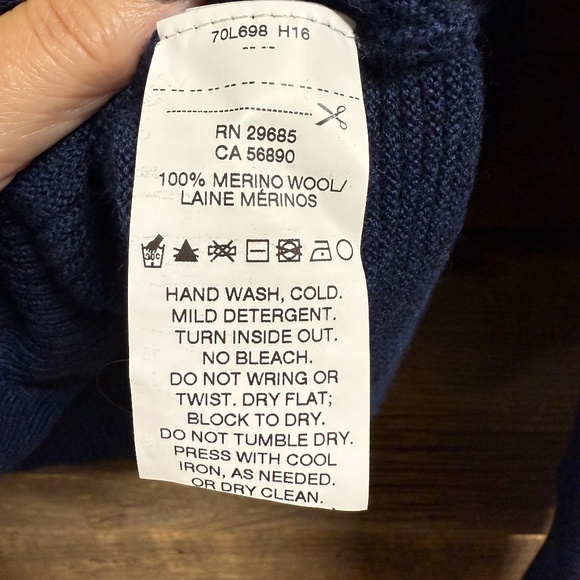 70L698 H16
RN 29685
CA 56890
100% MERINO WOOL/
LAINE MÉRINOS
30C
HAND WASH, COLD.
MILD DETERGENT.
TURN INSIDE OUT.
NO BLEACH.
DO NOT WRING OR
TWIST. DRY FLAT;
BLOCK TO DRY.
DO NOT TUMBLE DRY.
PRESS WITH COOL
IRON, AS NEEDED.
OR DRY CLEAN.